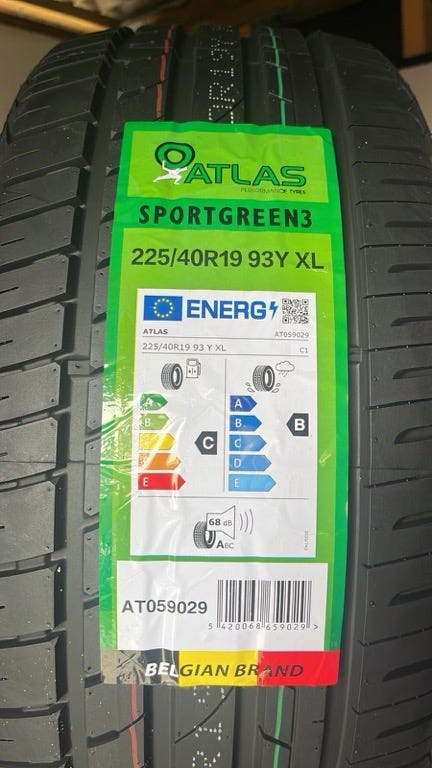 ATLAS
PERFORMANCE TYRES
SPORTGREEN3
225/40R19 93Y XL
ENERG
ATLAS AT059029
225/40R19 93 Y XL C1
A A
B B B
C C C
D D
E E
68 dB
ABC
AT059029
5 420068 659029 >
BELGIAN BRAND